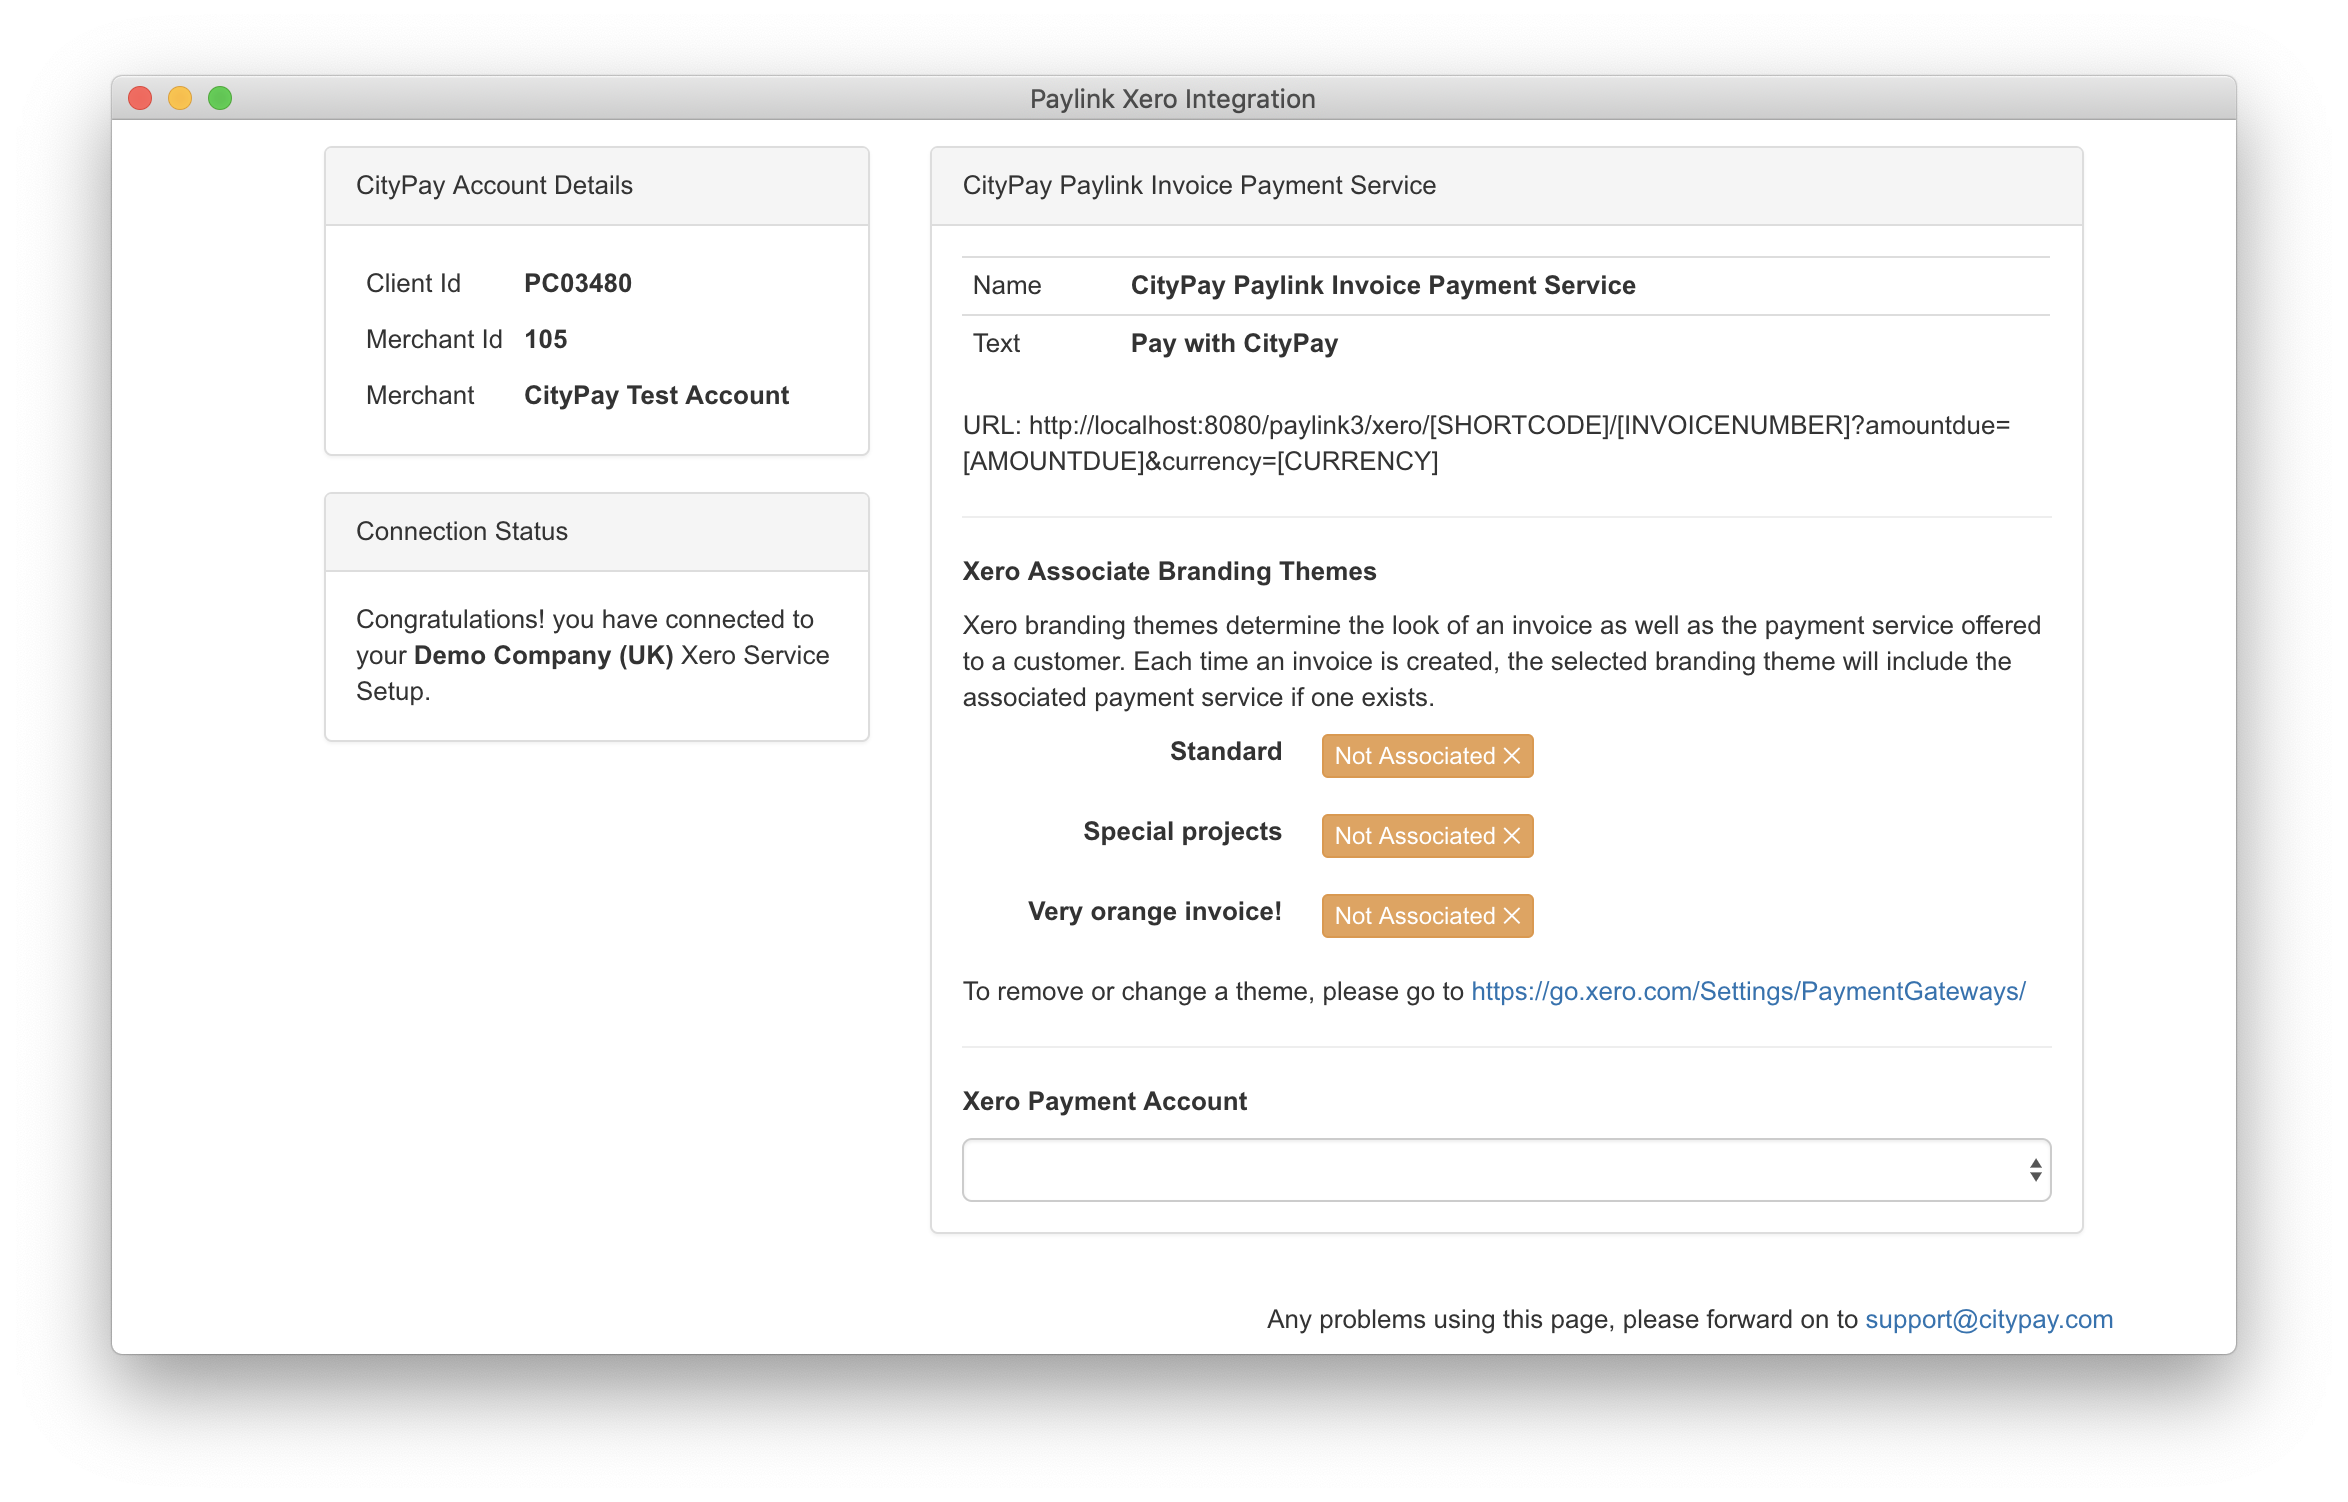 Paylink Xero Integration
CityPay Account Details
Client Id PC03480
Merchant Id 105
Merchant CityPay Test Account
Connection Status
Congratulations! you have connected to
your Demo Company (UK) Xero Service
Setup.
CityPay Paylink Invoice Payment Service
Name CityPay Paylink Invoice Payment Service
Text Pay with CityPay
URL: http://localhost:8080/paylink3/xero/[SHORTCODE]/[INVOICENUMBER]?amountdue=
[AMOUNTDUE]&currency=[CURRENCY]
Xero Associate Branding Themes
Xero branding themes determine the look of an invoice as well as the payment service offered
to a customer. Each time an invoice is created, the selected branding theme will include the
associated payment service if one exists.
Standard Not Associated
Special projects Not Associated
Very orange invoice! Not Associated
To remove or change a theme, please go to https://go.xero.com/Settings/PaymentGateways/
Xero Payment Account
Any problems using this page, please forward on to support@citypay.com